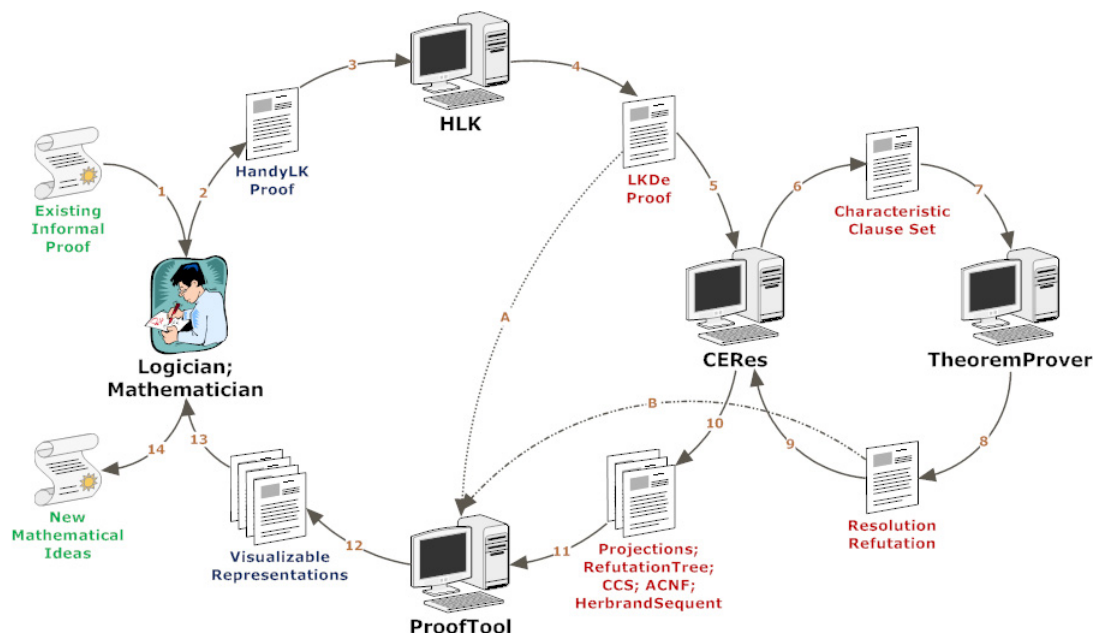 3
4
HLK
HandyLK
Proof
1
2
Existing
Informal
Proof
LKDe
Proof
5
6
7
Characteristic
Clause Set
A
Logician;
Mathematician
CERes
TheoremProver
B
10
9
8
14
13
New
Mathematical
Ideas
Visualizable
Representations
12
11
Projections;
RefutationTree;
CCS; ACNF;
HerbrandSequent
Resolution
Refutation
ProofTool